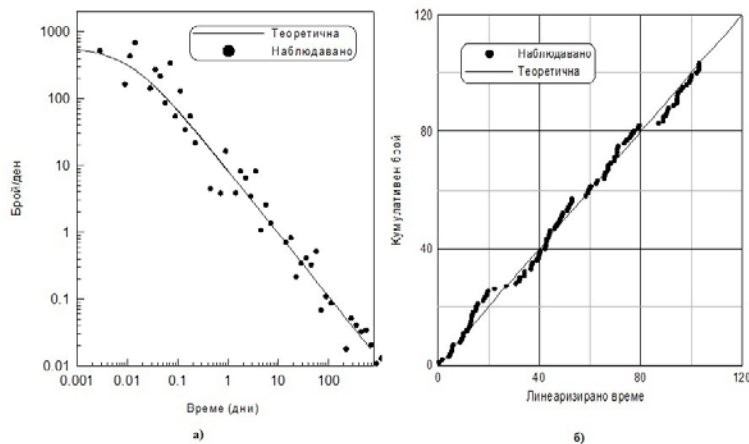 1000
100
10
1
0.1
0.01
Брой/ден
Теоретична
Наблюдавано
0.001 0.01 0.1 1 10 100
Време (дни)
а)
120
80
40
0
Кумулативен брой
Наблюдавано
Теоретична
0 40 80 120
Линеаризирано време
б)